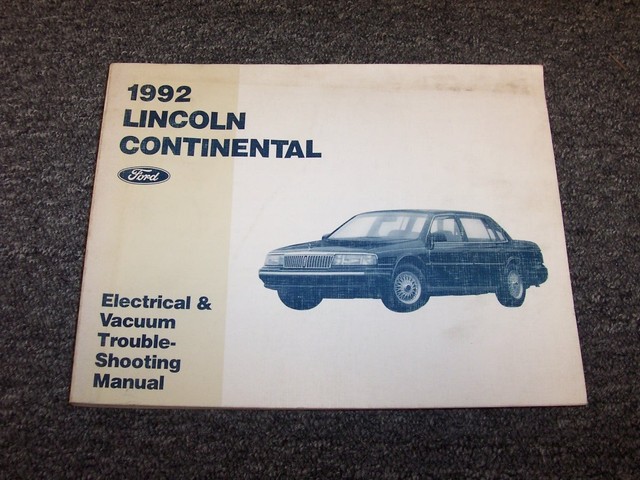 1992
LINCOLN
CONTINENTAL
Ford
Electrical &
Vacuum
Trouble-
Shooting
Manual